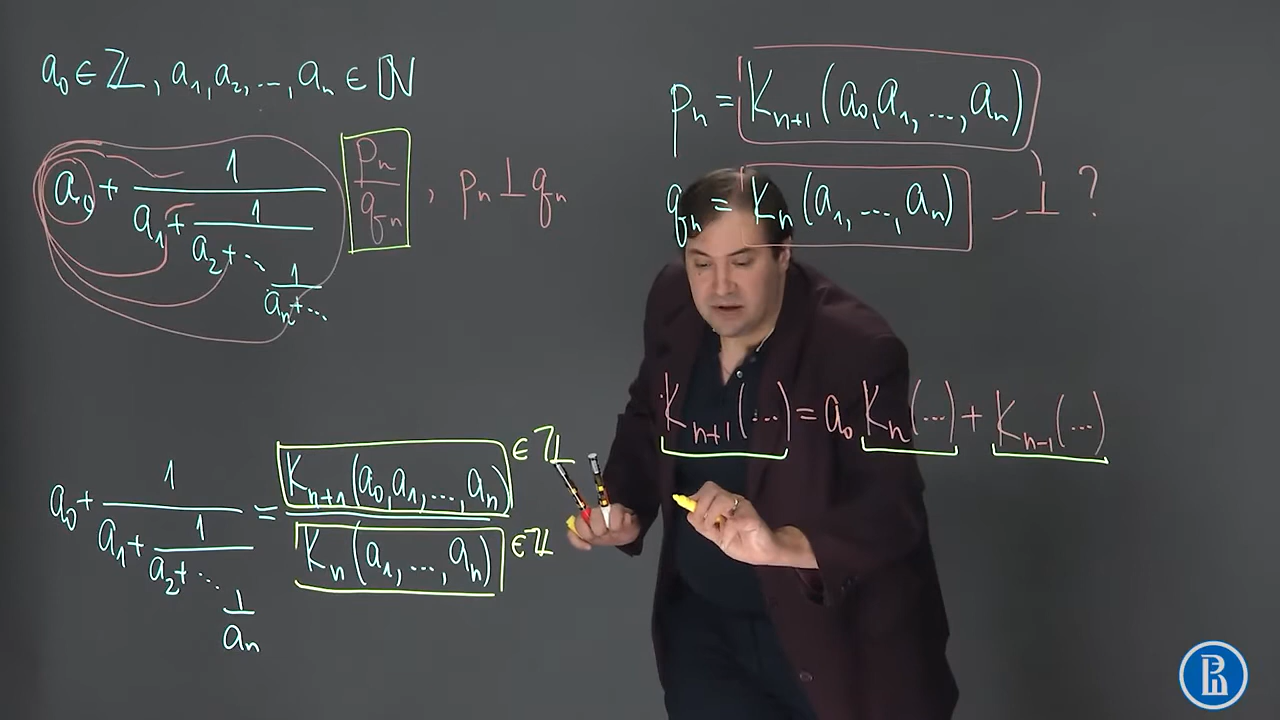 a₀ ∈ ℤ, a₁, a₂, ..., aₙ ∈ ℕ
a₀ + 1/(a₁ + 1/(a₂ + ⋱ 1/(aₙ + ⋯))) pₙ/qₙ , pₙ ⊥ qₙ
pₙ = Kₙ₊₁(a₀, a₁, ..., aₙ)
qₙ = Kₙ(a₁, ..., aₙ) ⊥ ?
Kₙ₊₁(...) = a₀ Kₙ(...) + Kₙ₋₁(...)
a₀ + 1/(a₁ + 1/(a₂ + ⋱ 1/aₙ)) = Kₙ₊₁(a₀, a₁, ..., aₙ) ∈ ℤ / Kₙ(a₁, ..., aₙ) ∈ ℤ